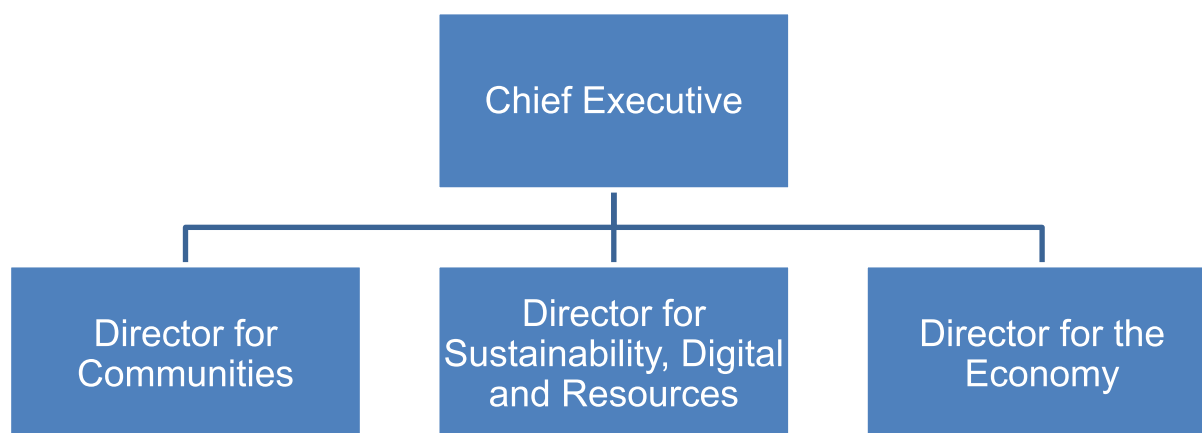 Chief Executive
Director for
Communities
Director for
Sustainability, Digital
and Resources
Director for the
Economy